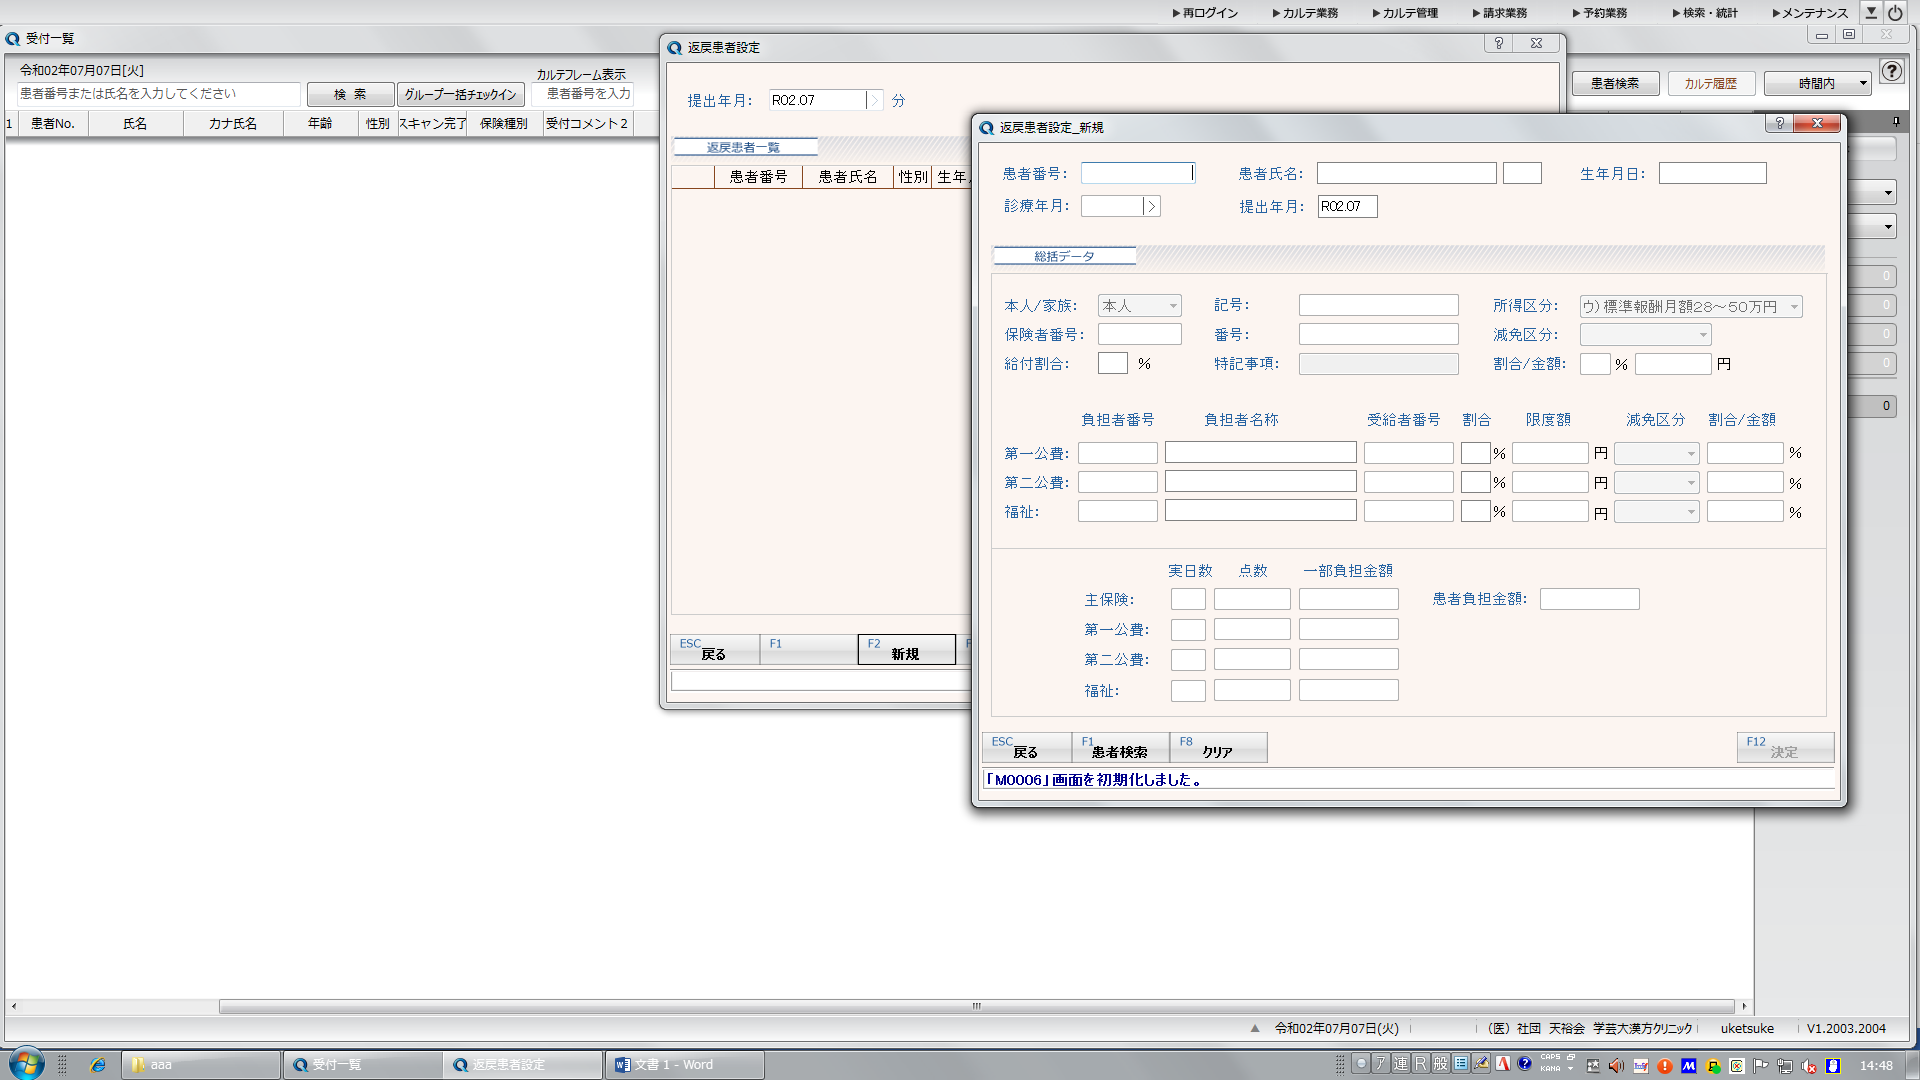 ▶再ログイン ▶カルテ業務 ▶カルテ管理 ▶請求業務 ▶予約業務 ▶検索・統計 ▶メンテナンス
受付一覧
令和02年07月07日[火]
患者番号または氏名を入力してください
検 索
グループ一括チェックイン
カルテフレーム表示
患者番号を入力
患者検索
カルテ履歴
時間内
1 患者No. 氏名 カナ氏名 年齢 性別 スキャン完了 保険種別 受付コメント2
返戻患者設定
提出年月: R02.07 > 分
返戻患者一覧
患者番号 患者氏名 性別 生年
ESC 戻る F1 F2 新規 F
返戻患者設定_新規
患者番号: 患者氏名: 生年月日:
診療年月: > 提出年月: R02.07
総括データ
本人/家族: 本人 記号: 所得区分: ウ)標準報酬月額28～50万円
保険者番号: 番号: 減免区分:
給付割合: % 特記事項: 割合/金額: % 円
負担者番号 負担者名称 受給者番号 割合 限度額 減免区分 割合/金額
第一公費: % 円 %
第二公費: % 円 %
福祉: % 円 %
実日数 点数 一部負担金額
主保険: 患者負担金額:
第一公費:
第二公費:
福祉:
ESC 戻る F1 患者検索 F8 クリア F12 決定
「M0006」画面を初期化しました。
0
0
0
0
0
▲ 令和02年07月07日(火) (医) 社団 天裕会 学芸大漢方クリニック uketsuke V1.2003.2004
aaa 受付一覧 返戻患者設定 文書 1 - Word
ア 連 R 般 CAPS KANA 14:48